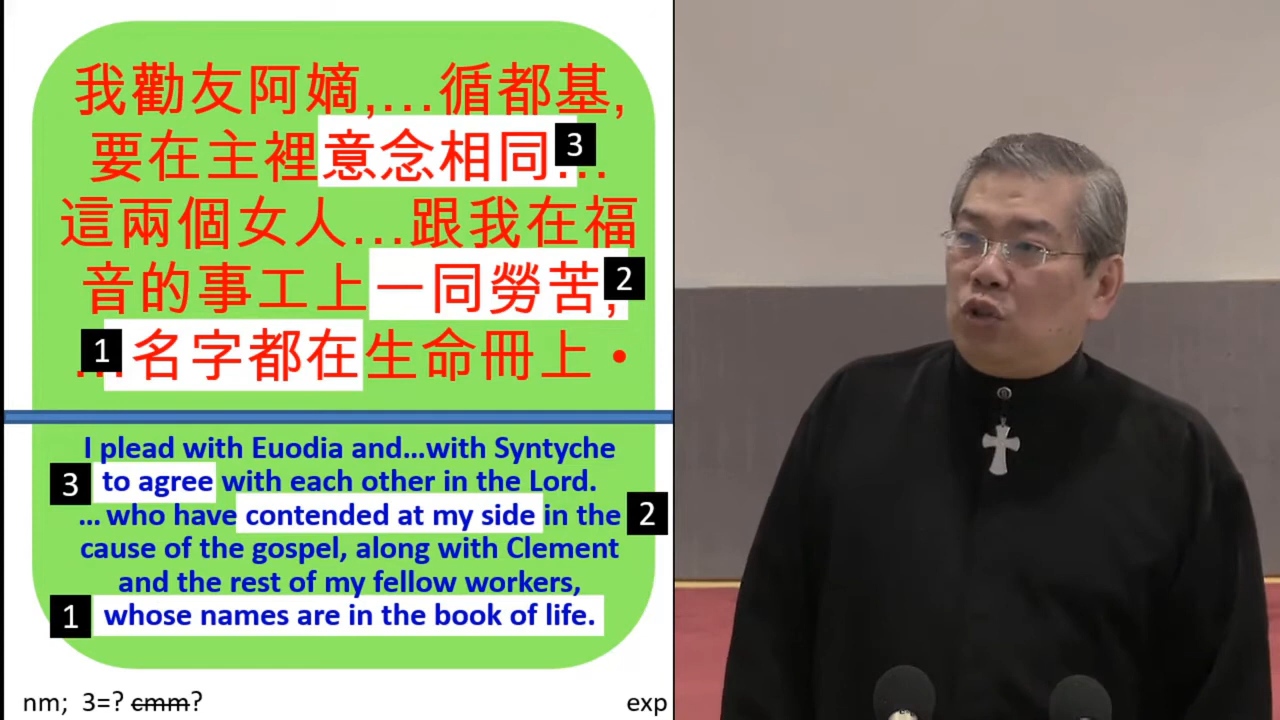 我勸友阿嫡,...循都基,
要在主裡意念相同... 3
這兩個女人...跟我在福
音的事工上一同勞苦, 2
1 ...名字都在生命冊上•
I plead with Euodia and...with Syntyche
3 to agree with each other in the Lord.
... who have contended at my side in the 2
cause of the gospel, along with Clement
and the rest of my fellow workers,
1 whose names are in the book of life.
nm; 3=? cmm? exp